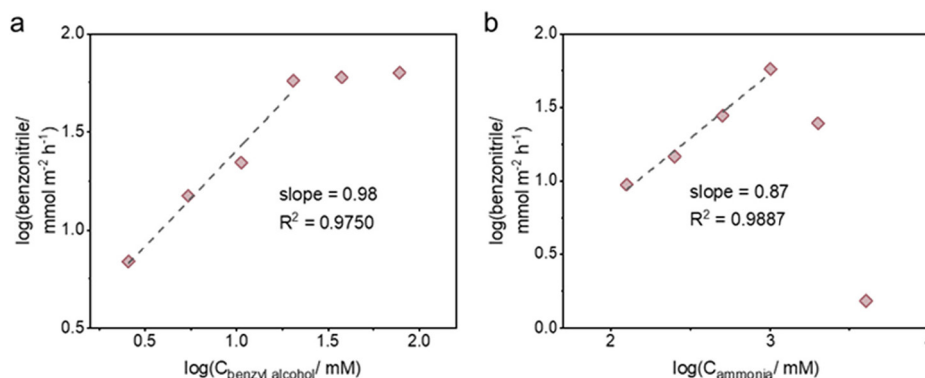 a
log(benzonitrile/
mmol m⁻² h⁻¹)
2.0
1.5
1.0
0.5
slope = 0.98
R² = 0.9750
0.5 1.0 1.5 2.0
log(C_benzyl alcohol/ mM)
b
log(benzonitrile/
mmol m⁻² h⁻¹)
2.0
1.5
1.0
0.5
0.0
slope = 0.87
R² = 0.9887
2 3
log(C_ammonia/ mM)